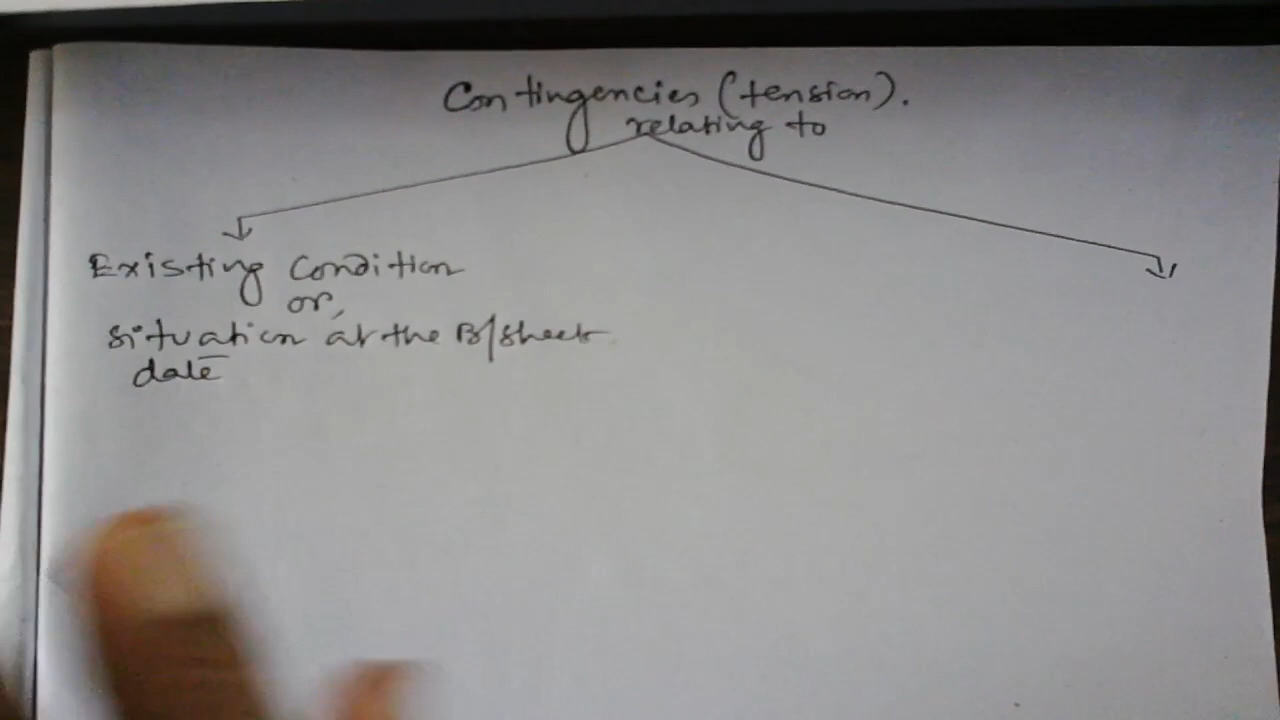 Contingencies (tension).
relating to
Existing Condition
or,
situation at the B/sheet
date